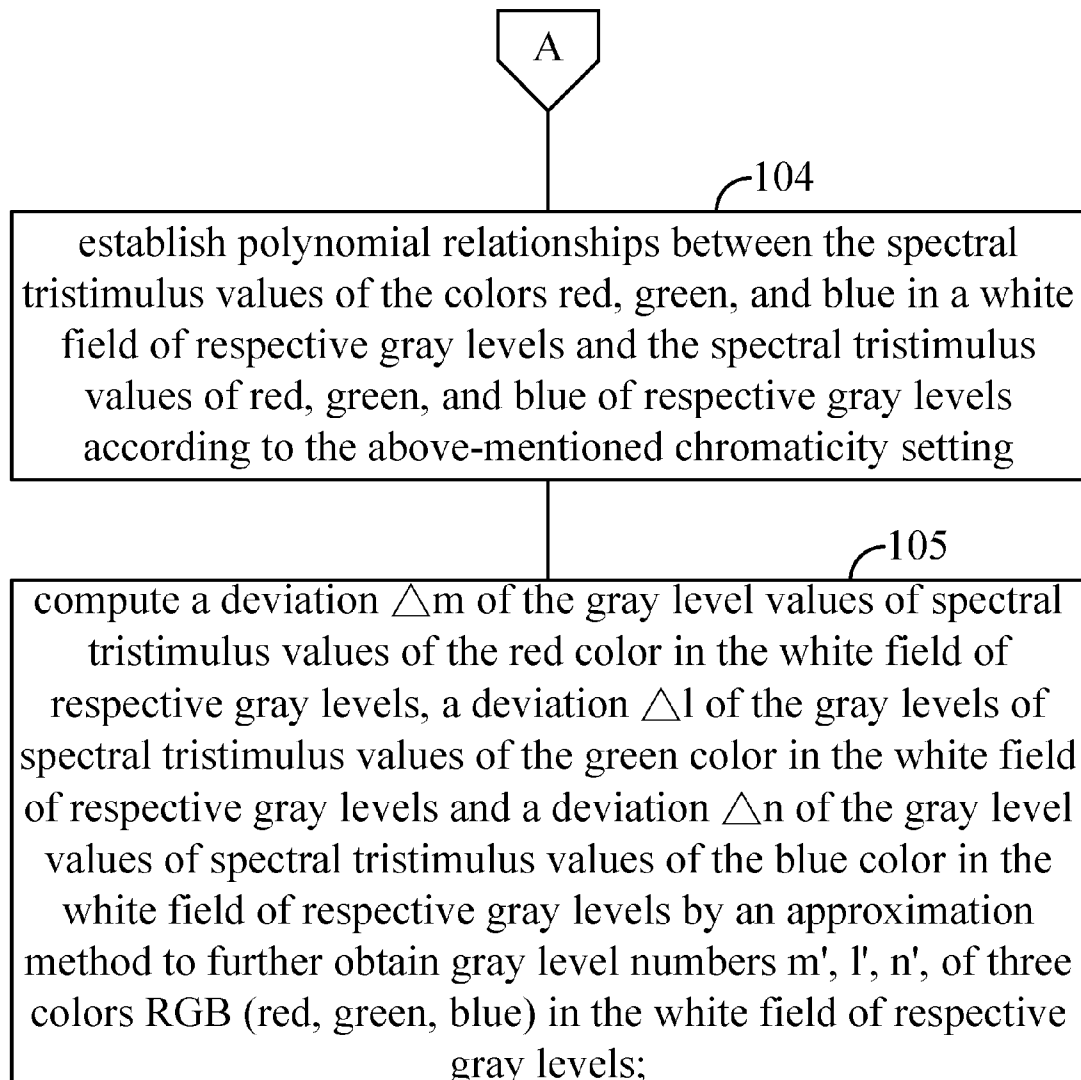 A
104
establish polynomial relationships between the spectral
tristimulus values of the colors red, green, and blue in a white
field of respective gray levels and the spectral tristimulus
values of red, green, and blue of respective gray levels
according to the above-mentioned chromaticity setting
105
compute a deviation △m of the gray level values of spectral
tristimulus values of the red color in the white field of
respective gray levels, a deviation △l of the gray levels of
spectral tristimulus values of the green color in the white field
of respective gray levels and a deviation △n of the gray level
values of spectral tristimulus values of the blue color in the
white field of respective gray levels by an approximation
method to further obtain gray level numbers m', l', n', of three
colors RGB (red, green, blue) in the white field of respective
gray levels;